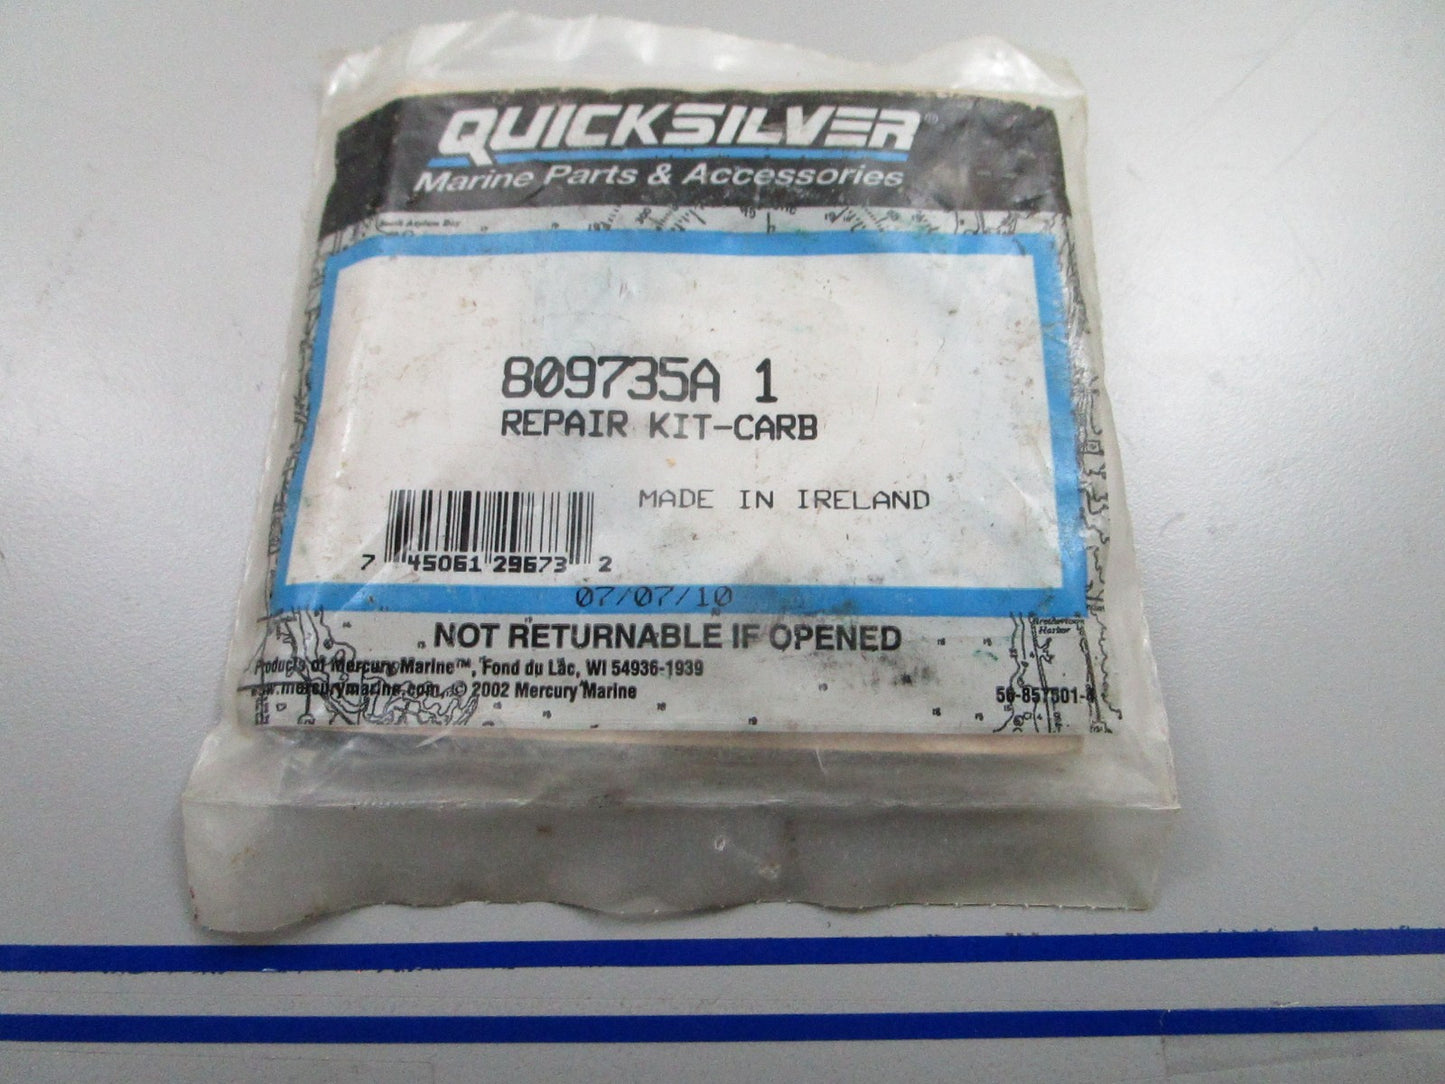 QUICKSILVER®
Marine Parts & Accessories
809735A 1
REPAIR KIT-CARB
MADE IN IRELAND
7 45061 29673 2
07/07/10
NOT RETURNABLE IF OPENED
Products of Mercury Marine™, Fond du Lac, WI 54936-1939
www.mercurymarine.com, © 2002 Mercury Marine
Harbor